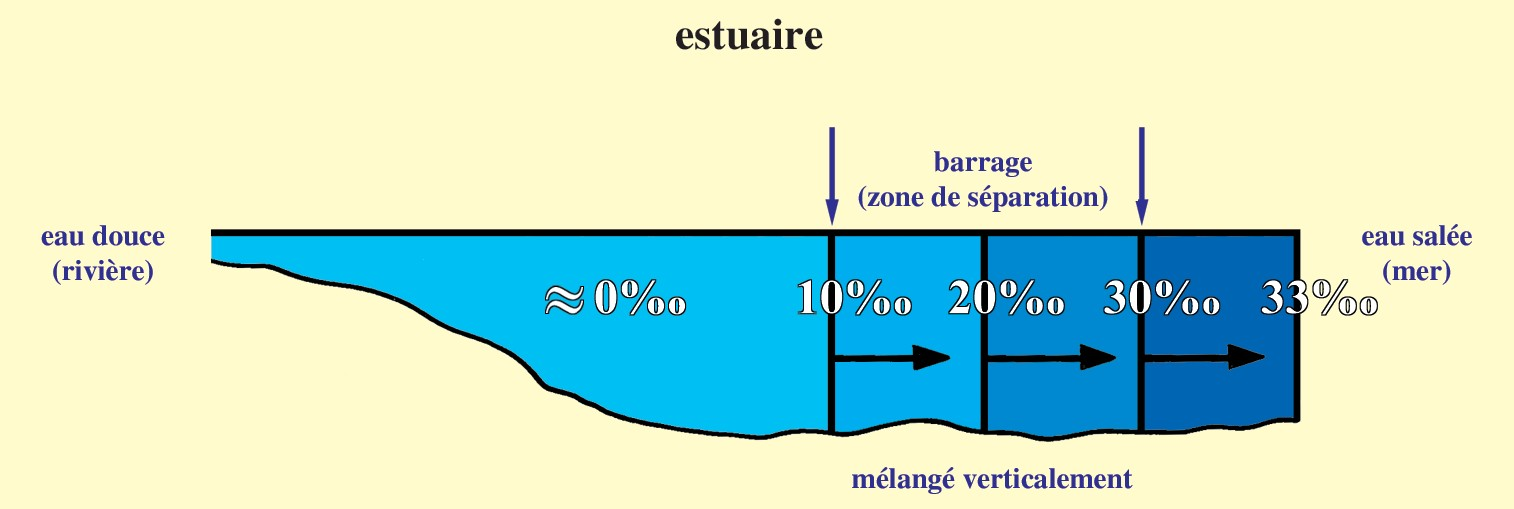 estuaire
barrage
(zone de séparation)
eau douce
(rivière)
eau salée
(mer)
≈ 0‰ 10‰ 20‰ 30‰ 33‰
mélangé verticalement